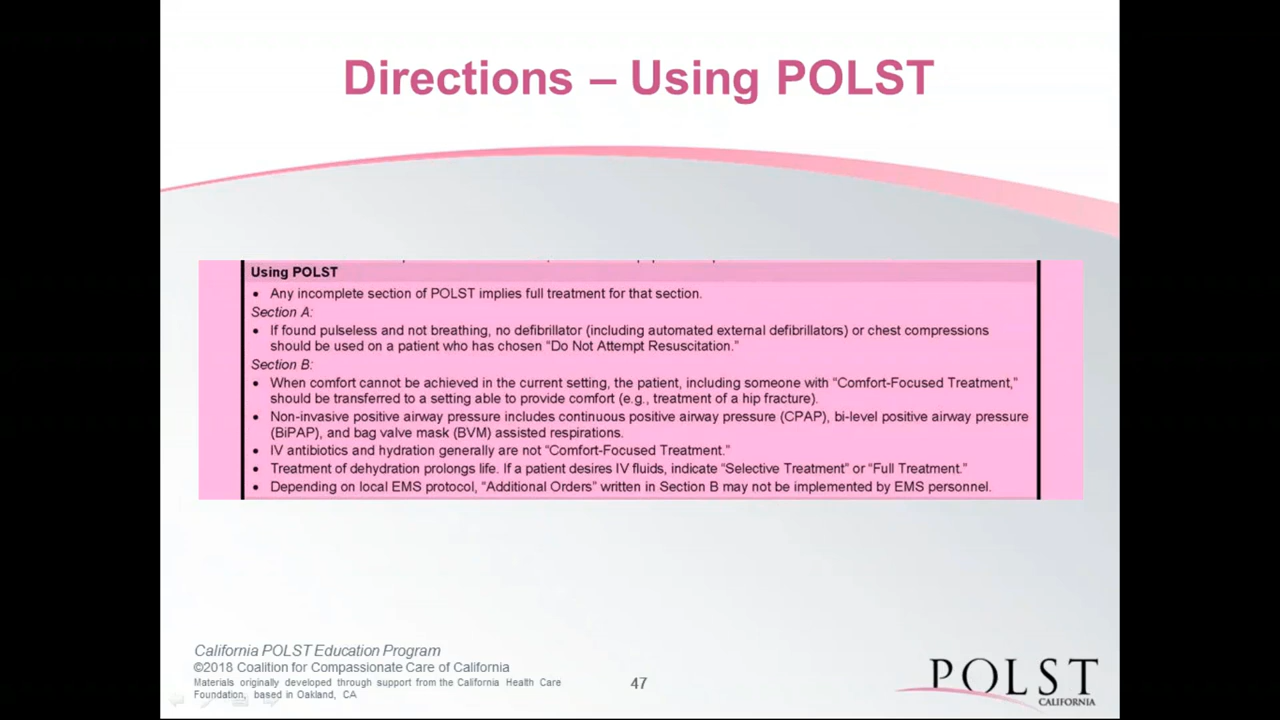 Directions – Using POLST
Using POLST
• Any incomplete section of POLST implies full treatment for that section.
Section A:
• If found pulseless and not breathing, no defibrillator (including automated external defibrillators) or chest compressions
should be used on a patient who has chosen “Do Not Attempt Resuscitation.”
Section B:
• When comfort cannot be achieved in the current setting, the patient, including someone with “Comfort-Focused Treatment,”
should be transferred to a setting able to provide comfort (e.g., treatment of a hip fracture).
• Non-invasive positive airway pressure includes continuous positive airway pressure (CPAP), bi-level positive airway pressure
(BiPAP), and bag valve mask (BVM) assisted respirations.
• IV antibiotics and hydration generally are not “Comfort-Focused Treatment.”
• Treatment of dehydration prolongs life. If a patient desires IV fluids, indicate “Selective Treatment” or “Full Treatment.”
• Depending on local EMS protocol, “Additional Orders” written in Section B may not be implemented by EMS personnel.
California POLST Education Program
©2018 Coalition for Compassionate Care of California
Materials originally developed through support from the California Health Care
Foundation, based in Oakland, CA
47
POLST
CALIFORNIA